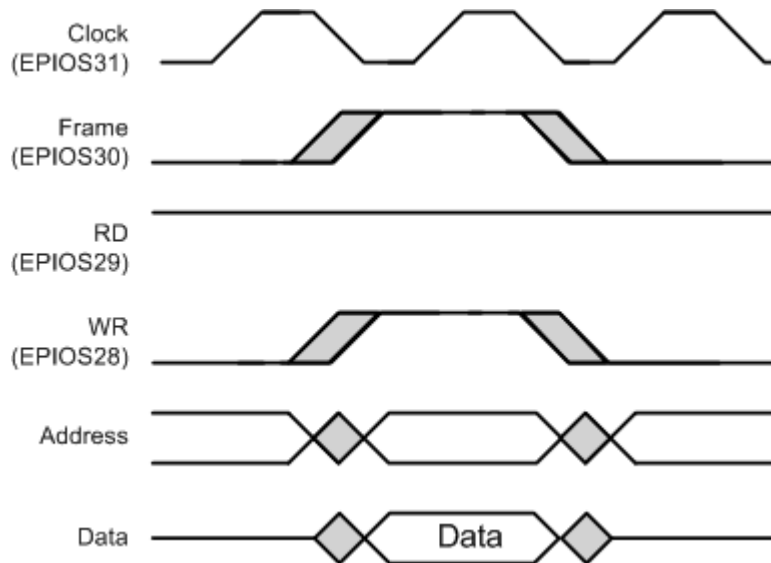 Clock
(EPIOS31)
Frame
(EPIOS30)
RD
(EPIOS29)
WR
(EPIOS28)
Address
Data
Data